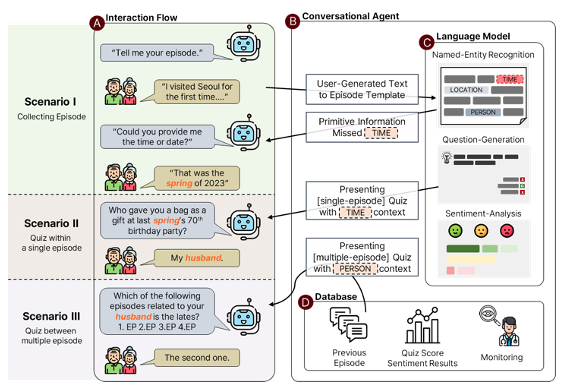 A Interaction Flow
B Conversational Agent
C Language Model
Scenario I
Collecting Episode
"Tell me your episode."
"I visited Seoul for
the first time...."
"Could you provide me
the time or date?"
"That was the
spring of 2023"
Scenario II
Quiz within
a single episode
Who gave you a bag as a
gift at last spring's 70th
birthday party?
My husband.
Scenario III
Quiz between
multiple episode
Which of the following
episodes related to your
husband is the lates?
1. EP 2.EP 3.EP 4.EP
The second one.
User-Generated Text
to Episode Template
Primitive Information
Missed TIME
Presenting
[single-episode] Quiz
with TIME context
Presenting
[multiple-episode] Quiz
with PERSON context
Named-Entity Recognition
TIME
LOCATION
PERSON
Question-Generation
Sentiment-Analysis
D Database
Previous
Episode
Quiz Score
Sentiment Results
Monitoring